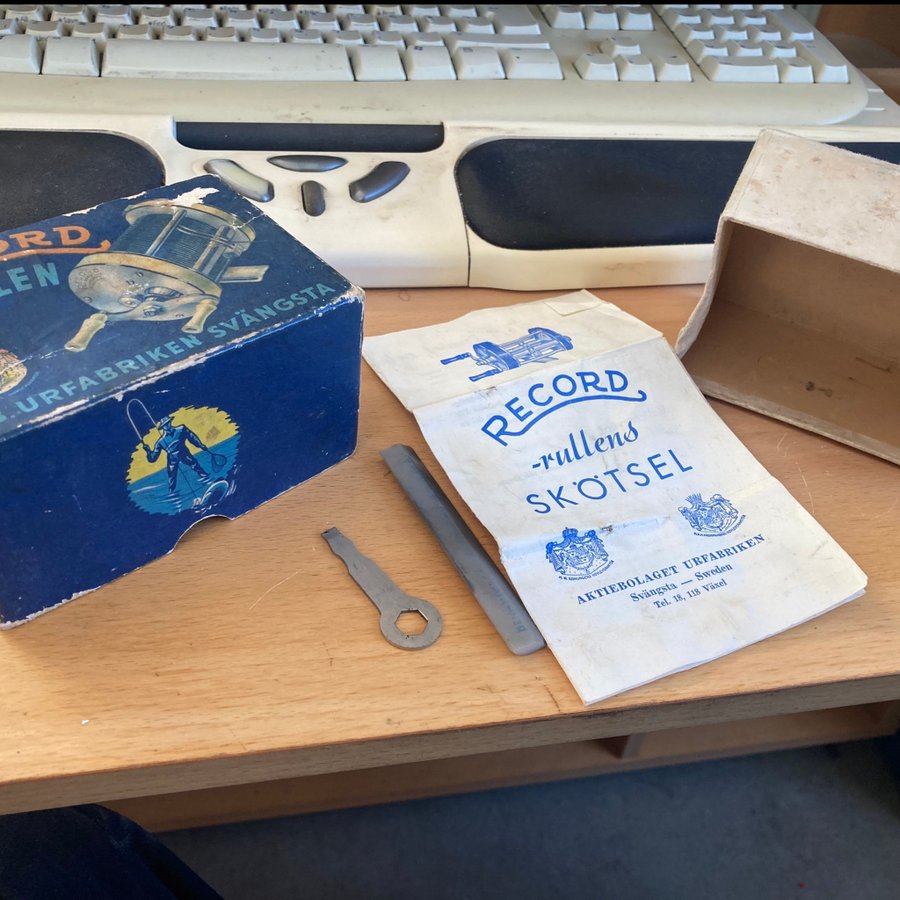 ORD
LEN
URFABRIKEN SVÄNGSTA
RECORD
-rullens
SKÖTSEL
AKTIEBOLAGET URFABRIKEN
Svängsta — Sweden
Tel. 18, 118 Växel